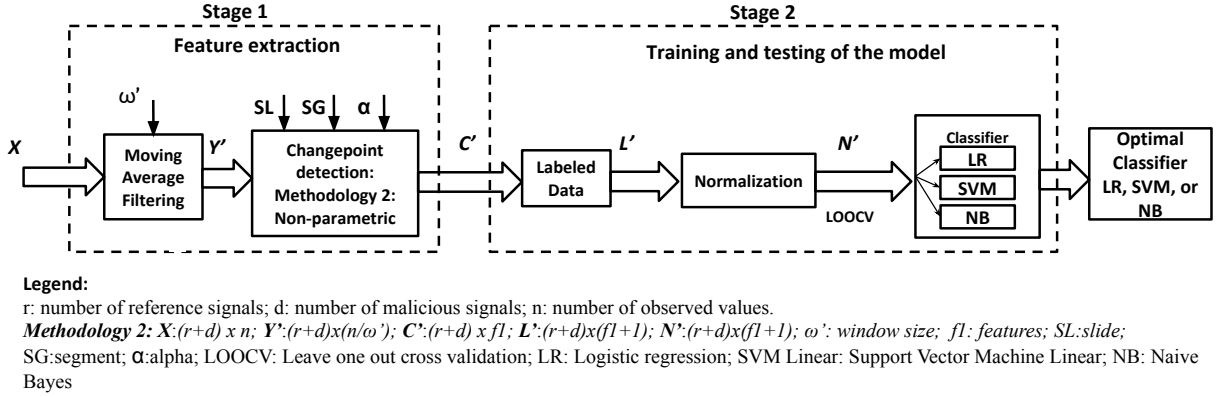 Stage 1
Stage 2
Feature extraction
Training and testing of the model
ω’
SL SG α
X
Moving
Average
Filtering
Y’
Changepoint
detection:
Methodology 2:
Non-parametric
C’
Labeled
Data
L’
Normalization
N’
LOOCV
Classifier
LR
SVM
NB
Optimal
Classifier
LR, SVM, or
NB
Legend:
r: number of reference signals; d: number of malicious signals; n: number of observed values.
Methodology 2: X:(r+d) x n; Y’:(r+d)x(n/ω’); C’:(r+d) x f1; L’:(r+d)x(f1+1); N’:(r+d)x(f1+1); ω’: window size; f1: features; SL:slide;
SG:segment; α:alpha; LOOCV: Leave one out cross validation; LR: Logistic regression; SVM Linear: Support Vector Machine Linear; NB: Naive
Bayes